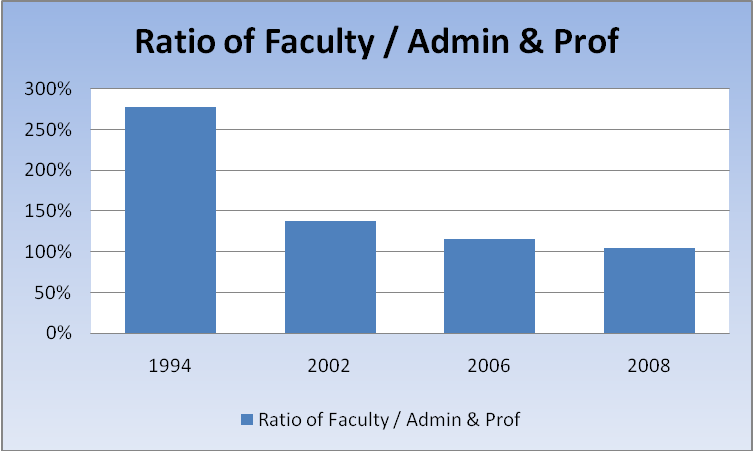 Ratio of Faculty / Admin & Prof
300%
250%
200%
150%
100%
50%
0%
1994 2002 2006 2008
Ratio of Faculty / Admin & Prof